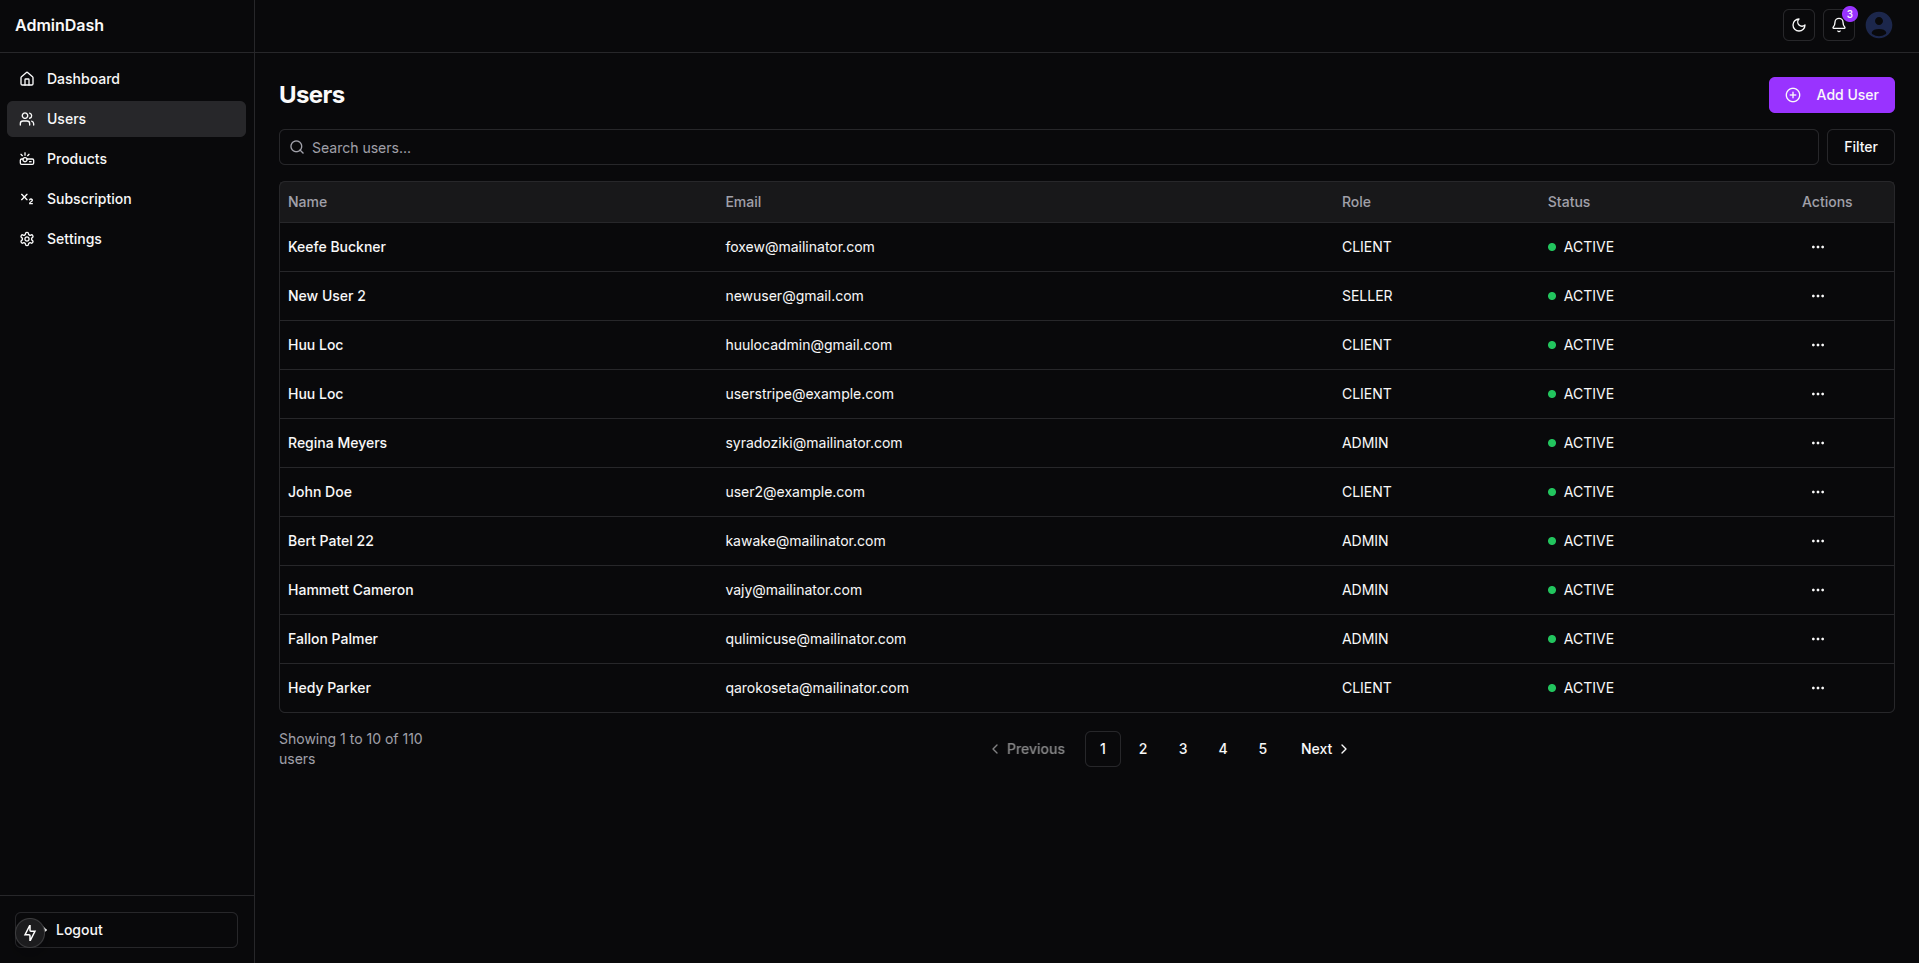 AdminDash
3
Dashboard
Users
Products
Subscription
Settings
Logout
Users
Add User
Search users...
Filter
Name Email Role Status Actions
Keefe Buckner foxew@mailinator.com CLIENT ACTIVE
New User 2 newuser@gmail.com SELLER ACTIVE
Huu Loc huulocadmin@gmail.com CLIENT ACTIVE
Huu Loc userstripe@example.com CLIENT ACTIVE
Regina Meyers syradoziki@mailinator.com ADMIN ACTIVE
John Doe user2@example.com CLIENT ACTIVE
Bert Patel 22 kawake@mailinator.com ADMIN ACTIVE
Hammett Cameron vajy@mailinator.com ADMIN ACTIVE
Fallon Palmer qulimicuse@mailinator.com ADMIN ACTIVE
Hedy Parker qarokoseta@mailinator.com CLIENT ACTIVE
Showing 1 to 10 of 110
users
Previous 1 2 3 4 5 Next